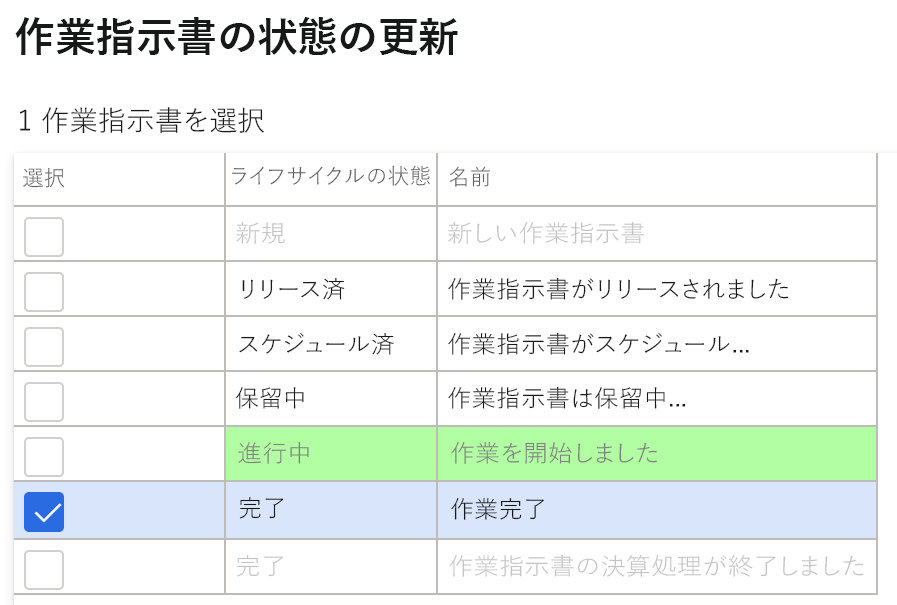 作業指示書の状態の更新
1 作業指示書を選択
選択 ライフサイクルの状態 名前
新規 新しい作業指示書
リリース済 作業指示書がリリースされました
スケジュール済 作業指示書がスケジュール...
保留中 作業指示書は保留中...
進行中 作業を開始しました
完了 作業完了
完了 作業指示書の決算処理が終了しました